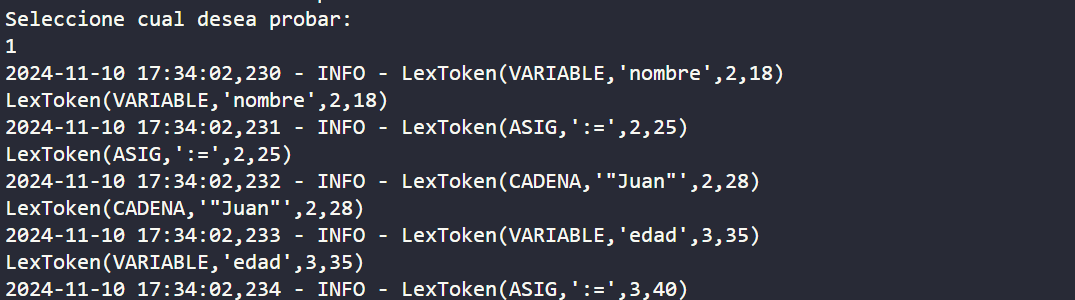 Seleccione cual desea probar:
1
2024-11-10 17:34:02,230 - INFO - LexToken(VARIABLE,'nombre',2,18)
LexToken(VARIABLE,'nombre',2,18)
2024-11-10 17:34:02,231 - INFO - LexToken(ASIG,':=',2,25)
LexToken(ASIG,':=',2,25)
2024-11-10 17:34:02,232 - INFO - LexToken(CADENA,'"Juan"',2,28)
LexToken(CADENA,'"Juan"',2,28)
2024-11-10 17:34:02,233 - INFO - LexToken(VARIABLE,'edad',3,35)
LexToken(VARIABLE,'edad',3,35)
2024-11-10 17:34:02,234 - INFO - LexToken(ASIG,':=',3,40)